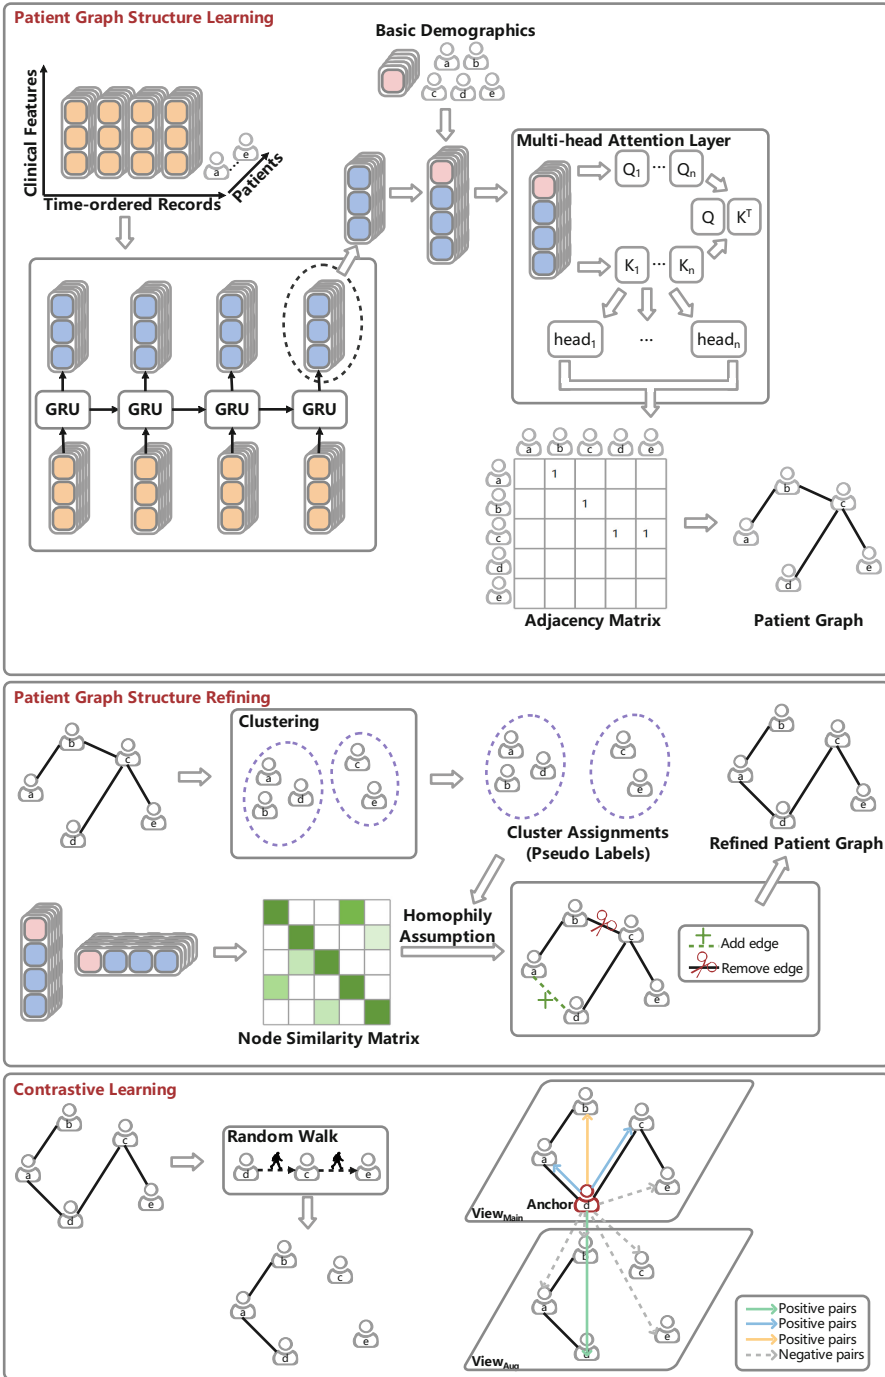 Patient Graph Structure Learning
Basic Demographics
a b
c d e
Clinical Features
a ... e
Patients
Time-ordered Records
Multi-head Attention Layer
Q1 ... Qn
Q K^T
K1 ... Kn
head1 ... headn
GRU GRU GRU GRU
a b c d e
a 1
b 1
c 1 1
d
e
b
c
a
e
d
Adjacency Matrix
Patient Graph
Patient Graph Structure Refining
Clustering
b
c
a
d
e
a
b
d
c
e
a
b
d
c
e
b
c
a
e
d
Cluster Assignments
(Pseudo Labels)
Refined Patient Graph
Homophily
Assumption
b
c
a
d
e
Add edge
Remove edge
Node Similarity Matrix
Contrastive Learning
b
c
a
e
d
Random Walk
d c e
b
c
a
e
d
b
c
a
e
Anchor
d
ViewMain
b
c
a
e
d
ViewAug
Positive pairs
Positive pairs
Positive pairs
Negative pairs